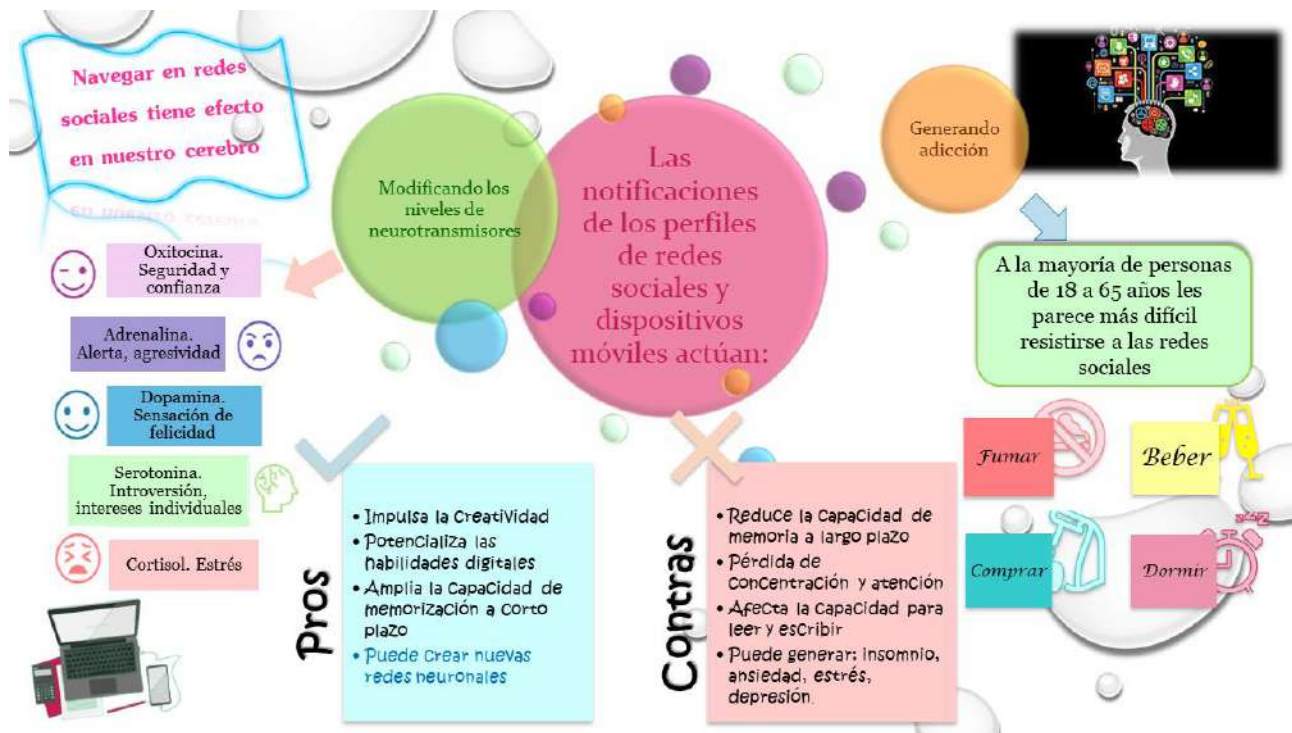 Navegar en redes
sociales tiene efecto
en nuestro cerebro
Modificando los
niveles de
neurotransmisores
Las
notificaciones
de los perfiles
de redes
sociales y
dispositivos
móviles actúan:
Generando
adicción
Oxitocina.
Seguridad y
confianza
Adrenalina.
Alerta, agresividad
Dopamina.
Sensación de
felicidad
Serotonina.
Introversión,
intereses individuales
Cortisol. Estrés
A la mayoría de personas
de 18 a 65 años les
parece más difícil
resistirse a las redes
sociales
Fumar
Beber
Comprar
Dormir
Pros
• Impulsa la Creatividad
• Potencializa las
habilidades digitales
• Amplia la Capacidad de
memorización a Corto
plazo
• Puede Crear nuevas
redes neuronales
Contras
• Reduce la Capacidad de
memoria a largo plazo
• Pérdida de
Concentración y atención
• Afecta la Capacidad para
leer y escribir
• Puede generar: insomnio,
ansiedad, estrés,
depresión.